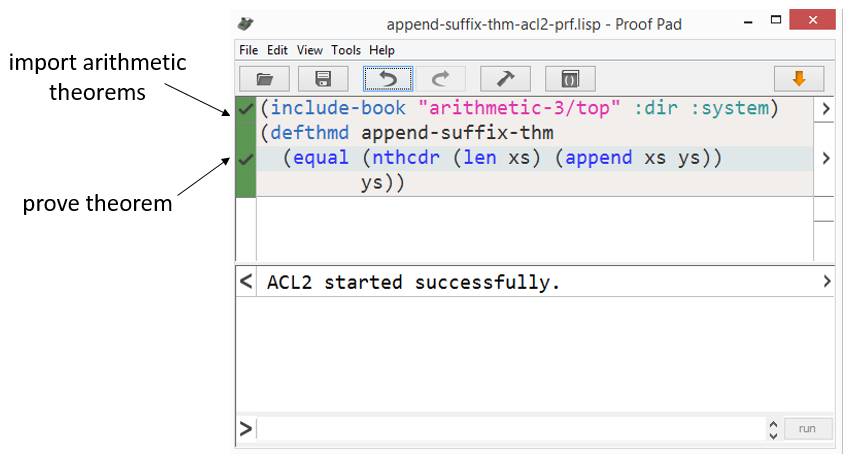 append-suffix-thm-acl2-prf.lisp - Proof Pad
File Edit View Tools Help
import arithmetic
theorems
(include-book "arithmetic-3/top" :dir :system)
(defthmd append-suffix-thm
(equal (nthcdr (len xs) (append xs ys))
ys))
prove theorem
< ACL2 started successfully. >
>
run